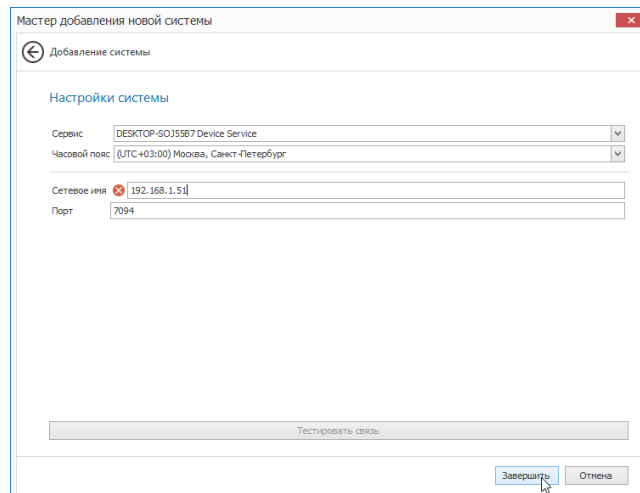 Мастер добавления новой системы
Добавление системы
Настройки системы
Сервис DESKTOP-SOJ55B7 Device Service
Часовой пояс (UTC+03:00) Москва, Санкт-Петербург
Сетевое имя 192.168.1.51
Порт 7094
Тестировать связь
Завершить Отмена